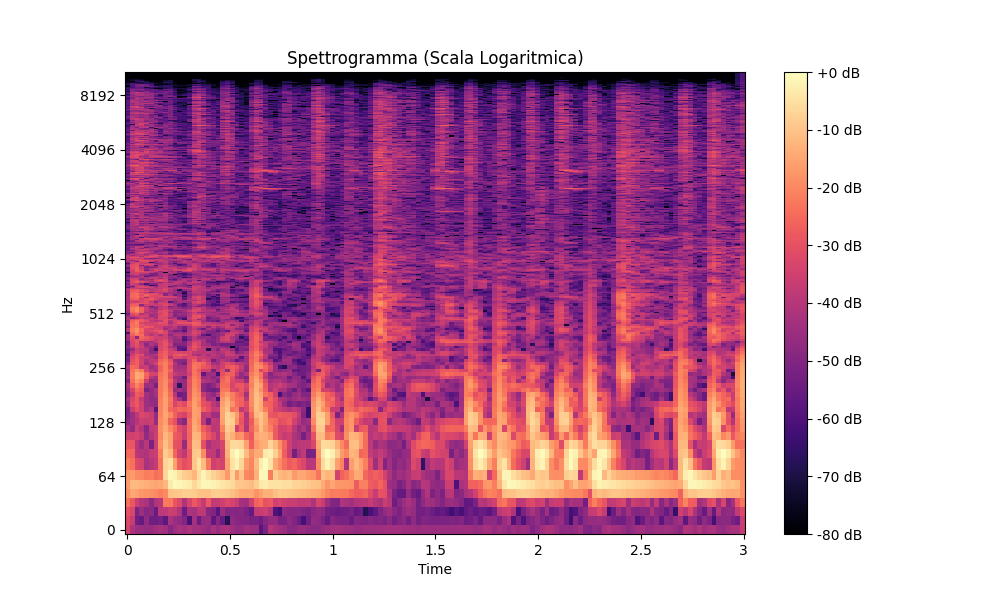 Spettrogramma (Scala Logaritmica)
Hz
8192
4096
2048
1024
512
256
128
64
0
0 0.5 1 1.5 2 2.5 3
Time
+0 dB
-10 dB
-20 dB
-30 dB
-40 dB
-50 dB
-60 dB
-70 dB
-80 dB